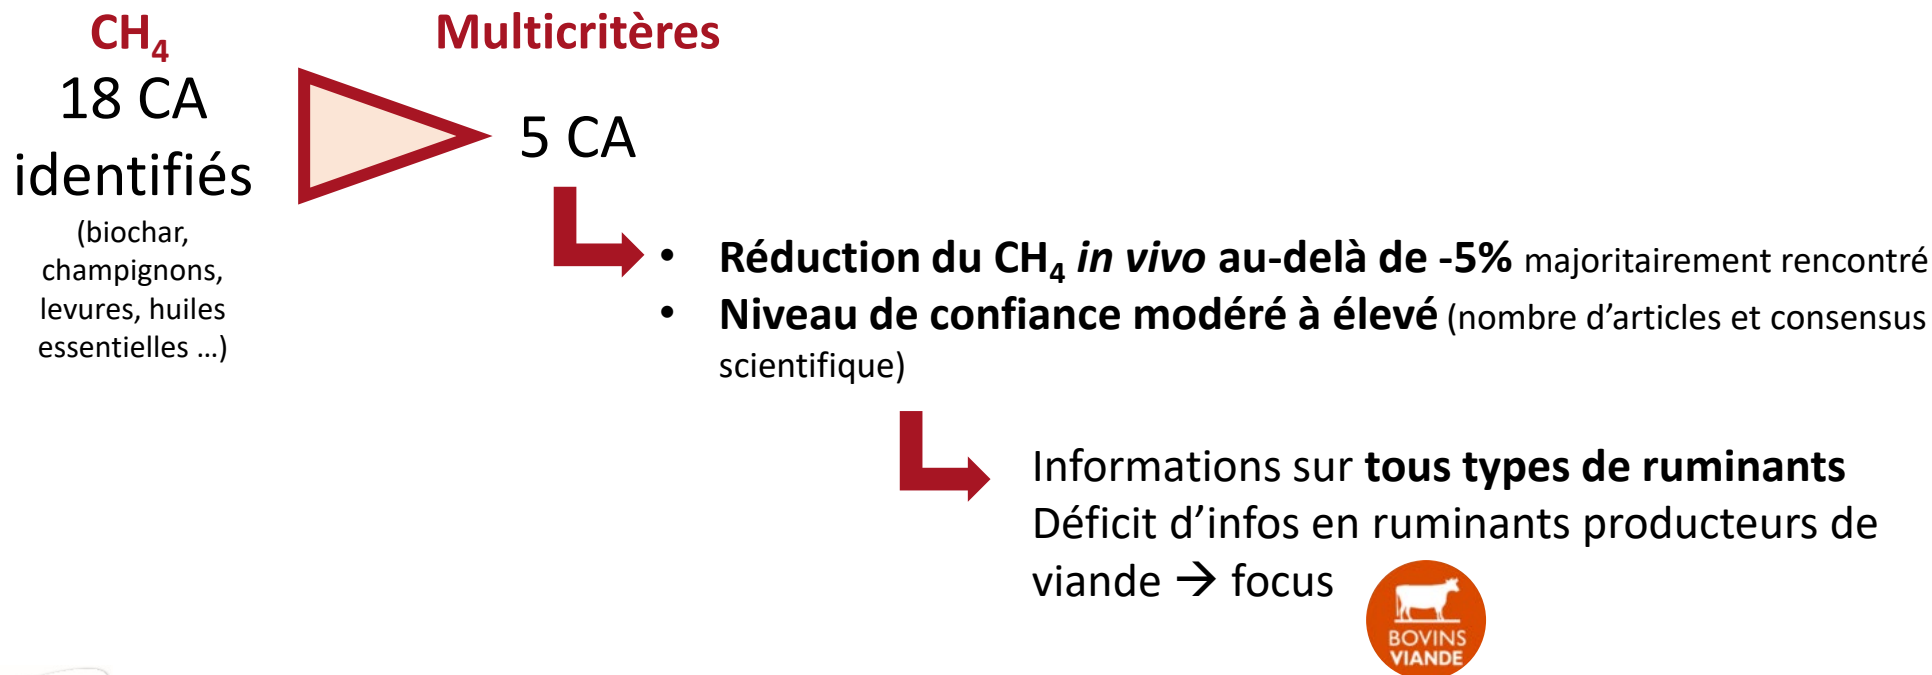 CH₄
18 CA
identifiés
(biochar,
champignons,
levures, huiles
essentielles …)
Multicritères
5 CA
• Réduction du CH₄ in vivo au-delà de -5% majoritairement rencontré
• Niveau de confiance modéré à élevé (nombre d’articles et consensus
scientifique)
Informations sur tous types de ruminants
Déficit d’infos en ruminants producteurs de
viande → focus
BOVINS
VIANDE